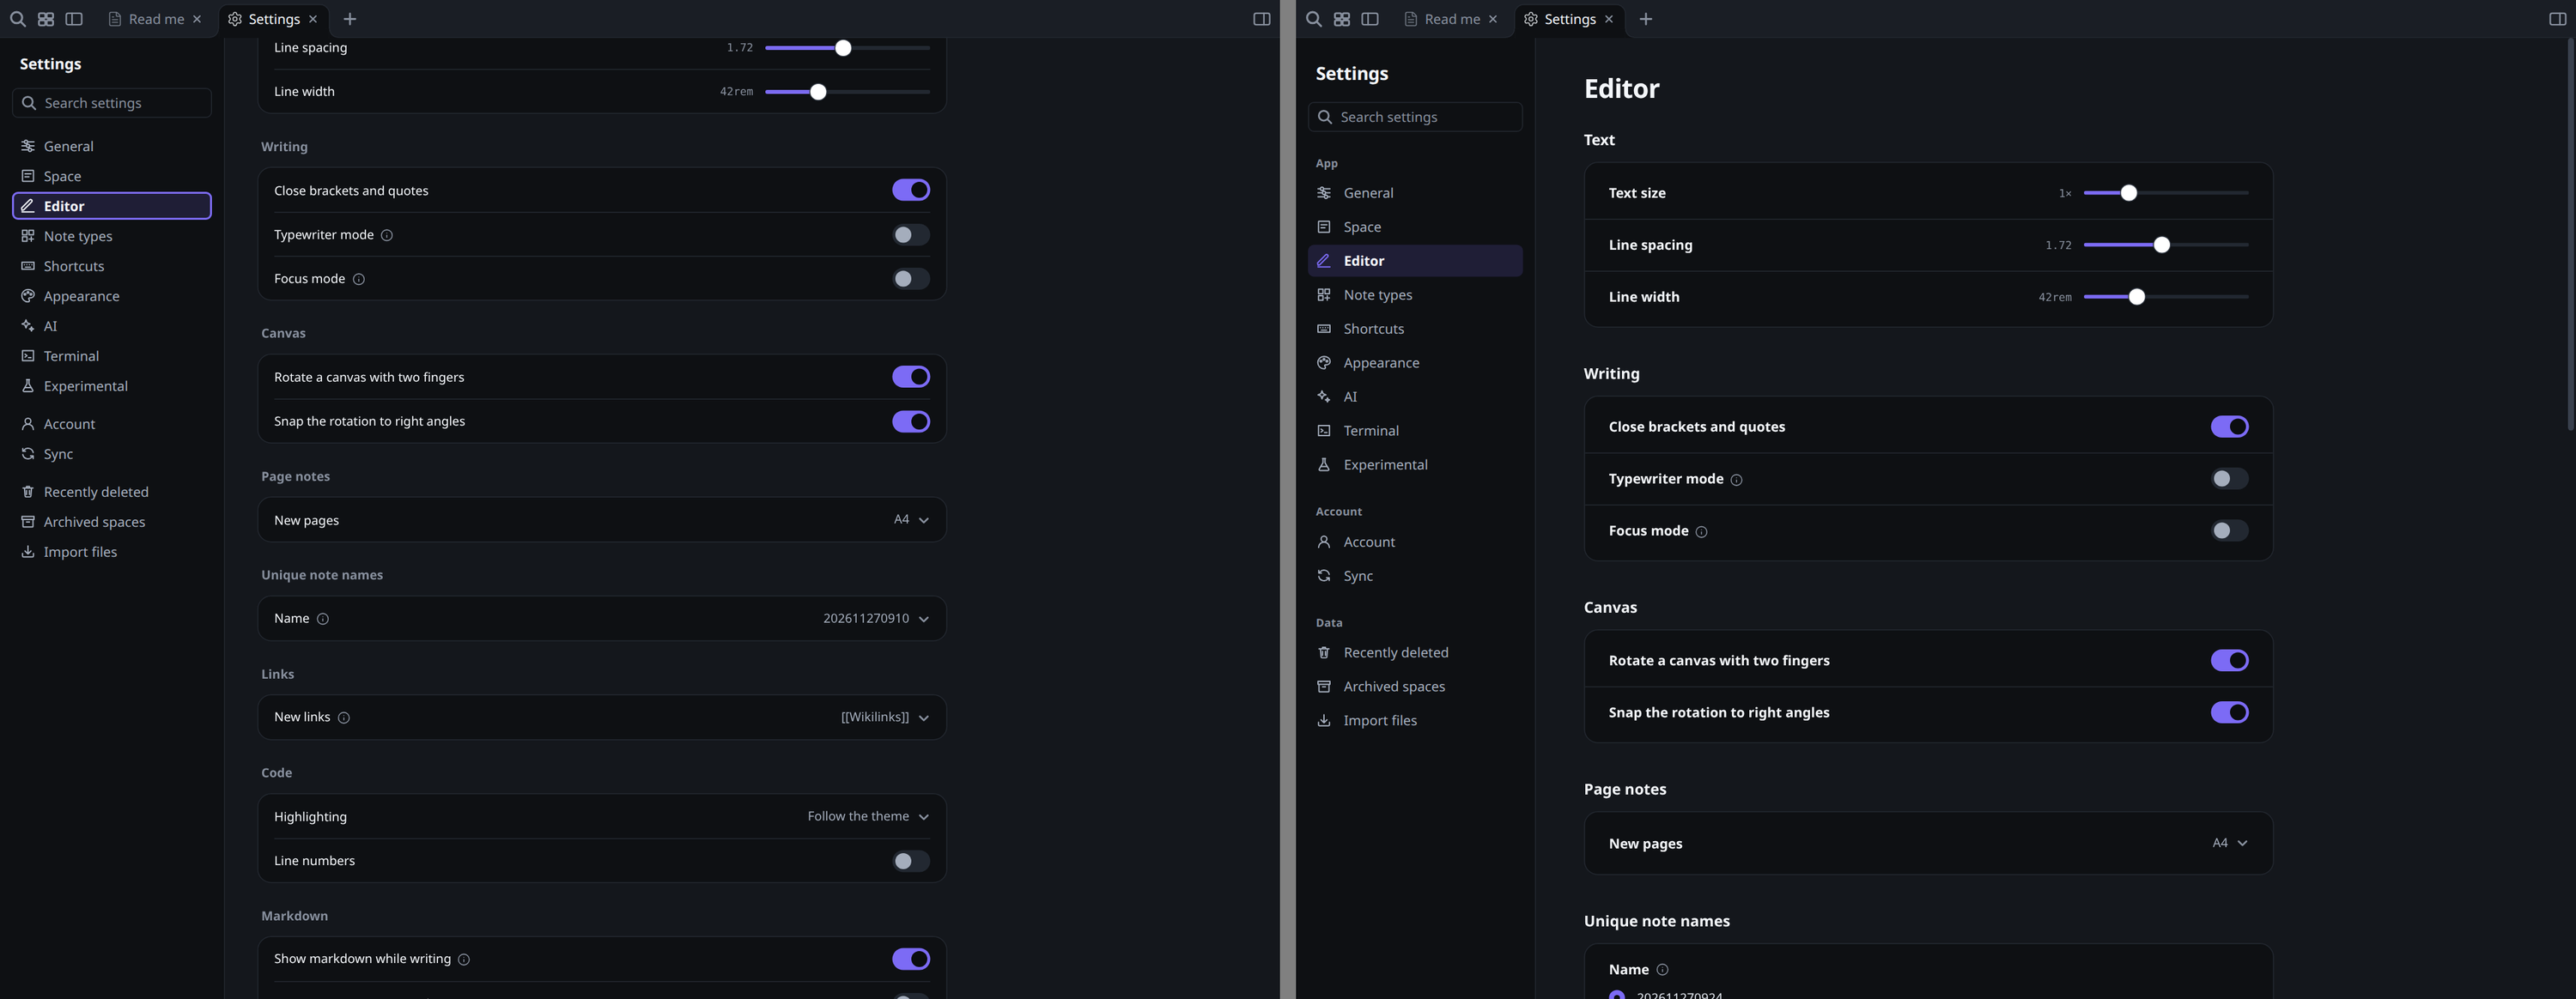 Read me
Settings
Settings
Search settings
General
Space
Editor
Note types
Shortcuts
Appearance
AI
Terminal
Experimental
Account
Sync
Recently deleted
Archived spaces
Import files
Line spacing 1.72
Line width 42rem
Writing
Close brackets and quotes
Typewriter mode
Focus mode
Canvas
Rotate a canvas with two fingers
Snap the rotation to right angles
Page notes
New pages A4
Unique note names
Name 202611270910
Links
New links [[Wikilinks]]
Code
Highlighting Follow the theme
Line numbers
Markdown
Show markdown while writing
Read me
Settings
Settings
Search settings
App
General
Space
Editor
Note types
Shortcuts
Appearance
AI
Terminal
Experimental
Account
Account
Sync
Data
Recently deleted
Archived spaces
Import files
Editor
Text
Text size 1×
Line spacing 1.72
Line width 42rem
Writing
Close brackets and quotes
Typewriter mode
Focus mode
Canvas
Rotate a canvas with two fingers
Snap the rotation to right angles
Page notes
New pages A4
Unique note names
Name
202611270924